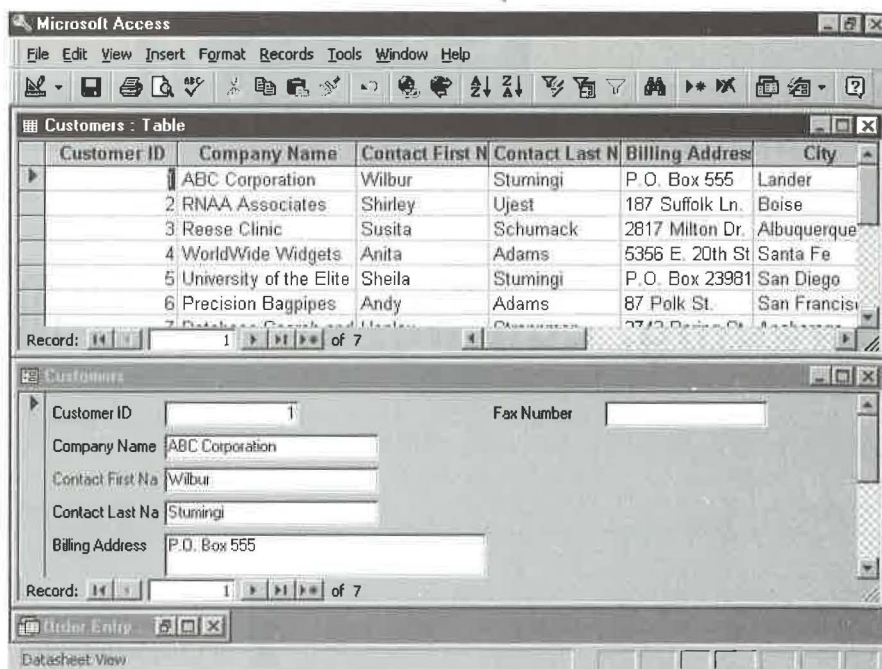 Microsoft Access
File Edit View Insert Format Records Tools Window Help
Customers : Table
Customer ID Company Name Contact First N Contact Last N Billing Addres City
1 ABC Corporation Wilbur Stumingi P.O. Box 555 Lander
2 RNAA Associates Shirley Ujest 187 Suffolk Ln. Boise
3 Reese Clinic Susita Schumack 2817 Milton Dr. Albuquerque
4 WorldWide Widgets Anita Adams 5356 E. 20th St Santa Fe
5 University of the Elite Sheila Stumingi P.O. Box 23981 San Diego
6 Precision Bagpipes Andy Adams 87 Polk St. San Francis
Record: 1 of 7
Customers
Customer ID 1 Fax Number
Company Name ABC Corporation
Contact First Na Wilbur
Contact Last Na Stumingi
Billing Address P.O. Box 555
Record: 1 of 7
Order Entry
Datasheet View